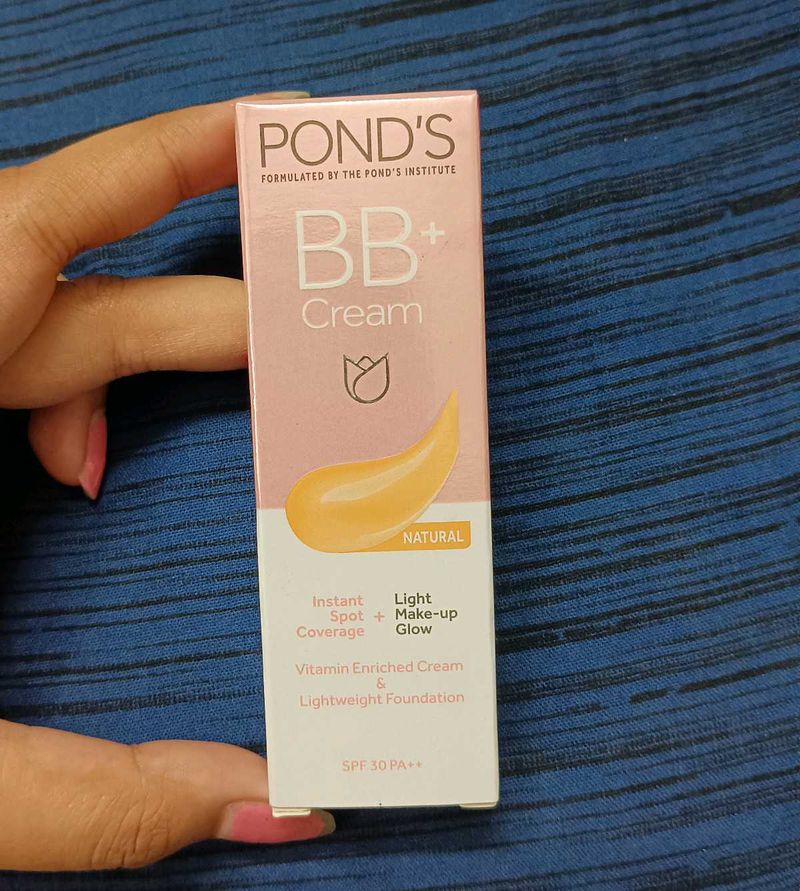 POND'S
FORMULATED BY THE POND'S INSTITUTE
BB+
Cream
NATURAL
Instant
Spot
Coverage
+
Light
Make-up
Glow
Vitamin Enriched Cream
&
Lightweight Foundation
SPF 30 PA++